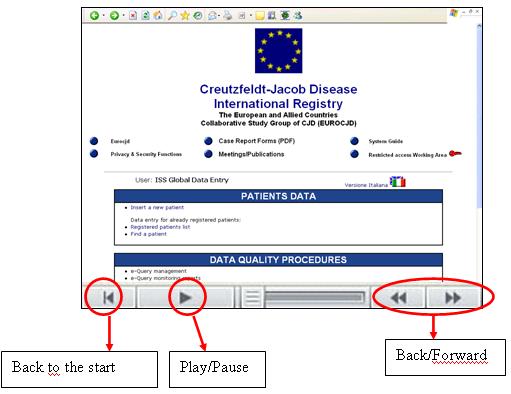 Creutzfeldt-Jacob Disease
International Registry
The European and Allied Countries
Collaborative Study Group of CJD (EUROCJD)
Eurocjd
Case Report Forms (PDF)
System Guide
Privacy & Security Functions
Meetings/Publications
Restricted access Working Area
User: ISS Global Data Entry
Versione Italiana
PATIENTS DATA
• Insert a new patient
Data entry for already registered patients:
• Registered patients list
• Find a patient
DATA QUALITY PROCEDURES
• e-Query management
• e-Query monitoring reports
Back to the start
Play/Pause
Back/Forward